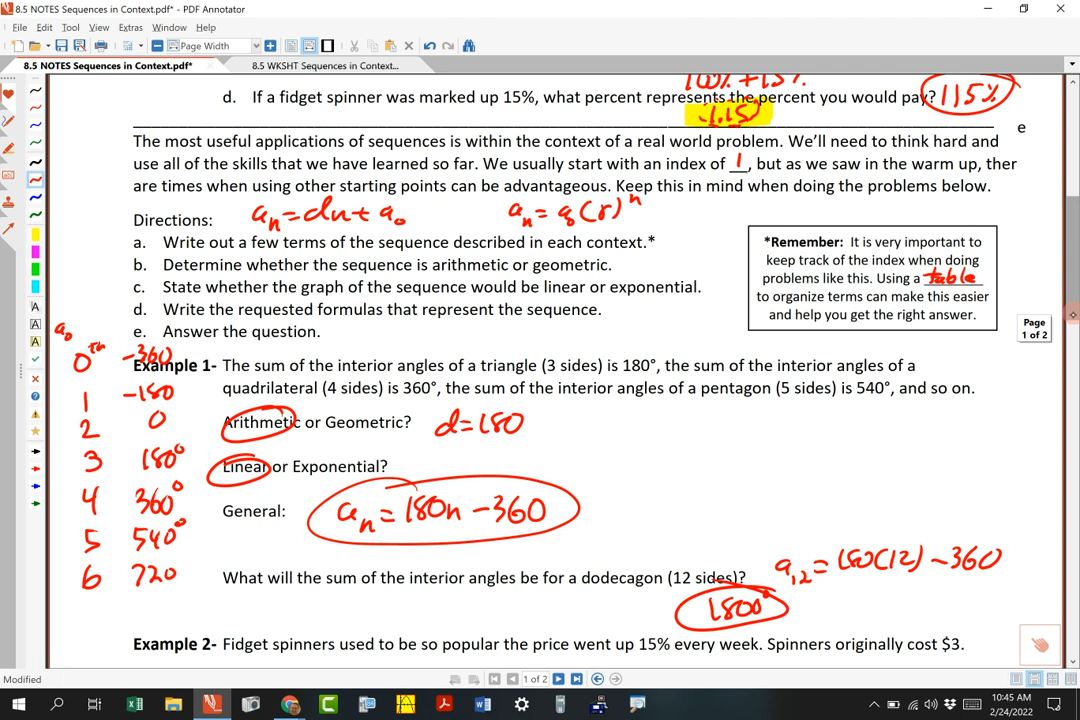 8.5 NOTES Sequences in Context.pdf* - PDF Annotator
File Edit Tool View Extras Window Help
Page Width
8.5 NOTES Sequences in Context.pdf* 8.5 WKSHT Sequences in Context...
100% + 15%
d. If a fidget spinner was marked up 15%, what percent represents the percent you would pay? 115%
1.15
e
The most useful applications of sequences is within the context of a real world problem. We'll need to think hard and
use all of the skills that we have learned so far. We usually start with an index of 1, but as we saw in the warm up, ther
are times when using other starting points can be advantageous. Keep this in mind when doing the problems below.
Directions: aₙ = dn + a₀ aₙ = a₀(r)ⁿ
a. Write out a few terms of the sequence described in each context.*
b. Determine whether the sequence is arithmetic or geometric.
c. State whether the graph of the sequence would be linear or exponential.
d. Write the requested formulas that represent the sequence.
e. Answer the question.
*Remember: It is very important to
keep track of the index when doing
problems like this. Using a table
to organize terms can make this easier
and help you get the right answer.
Page
1 of 2
a₀
0th -360
1 -180
2 0
3 180°
4 360°
5 540°
6 720
Example 1- The sum of the interior angles of a triangle (3 sides) is 180°, the sum of the interior angles of a
quadrilateral (4 sides) is 360°, the sum of the interior angles of a pentagon (5 sides) is 540°, and so on.
Arithmetic or Geometric? d=180
Linear or Exponential?
General: aₙ = 180n - 360
What will the sum of the interior angles be for a dodecagon (12 sides)? a₁₂ = 180(12) - 360
1800°
Example 2- Fidget spinners used to be so popular the price went up 15% every week. Spinners originally cost $3.
Modified
1 of 2
10:45 AM
2/24/2022